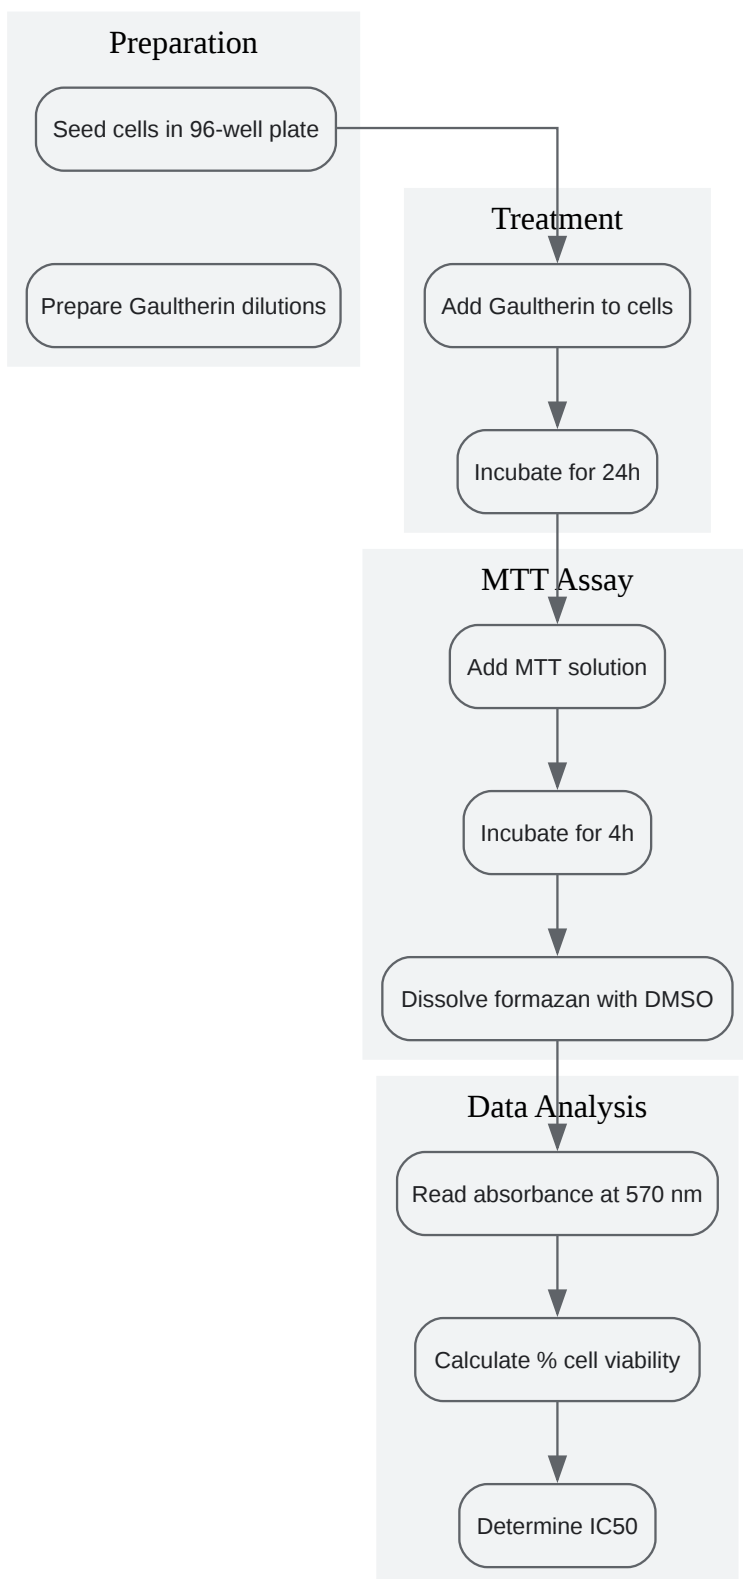 Preparation
Seed cells in 96-well plate
Prepare Gaultherin dilutions
Treatment
Add Gaultherin to cells
Incubate for 24h
MTT Assay
Add MTT solution
Incubate for 4h
Dissolve formazan with DMSO
Data Analysis
Read absorbance at 570 nm
Calculate % cell viability
Determine IC50